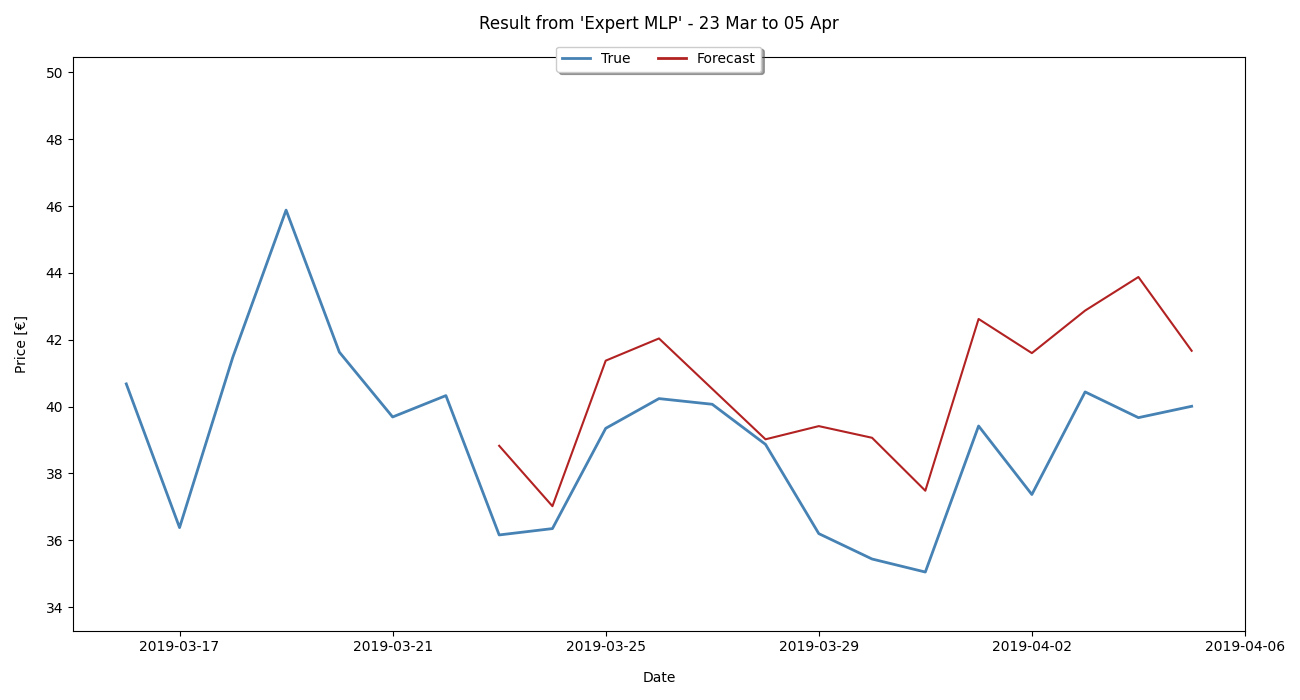 Result from 'Expert MLP' - 23 Mar to 05 Apr
True Forecast
50
48
46
44
42
40
38
36
34
Price [€]
2019-03-17 2019-03-21 2019-03-25 2019-03-29 2019-04-02 2019-04-06
Date